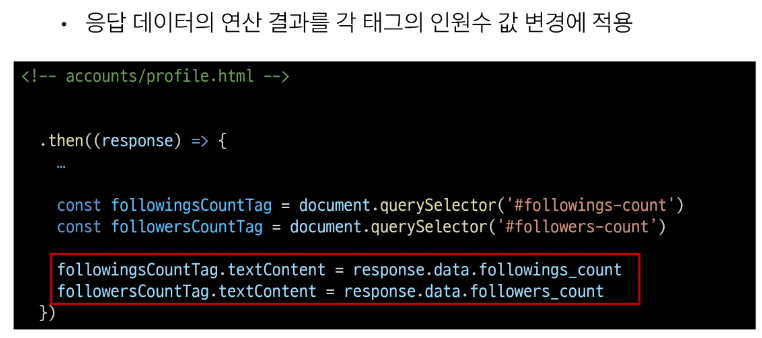 • 응답 데이터의 연산 결과를 각 태그의 인원수 값 변경에 적용
<!-- accounts/profile.html -->
.then((response) => {
…
const followingsCountTag = document.querySelector('#followings-count')
const followersCountTag = document.querySelector('#followers-count’)
followingsCountTag.textContent = response.data.followings_count
followersCountTag.textContent = response.data.followers_count
})